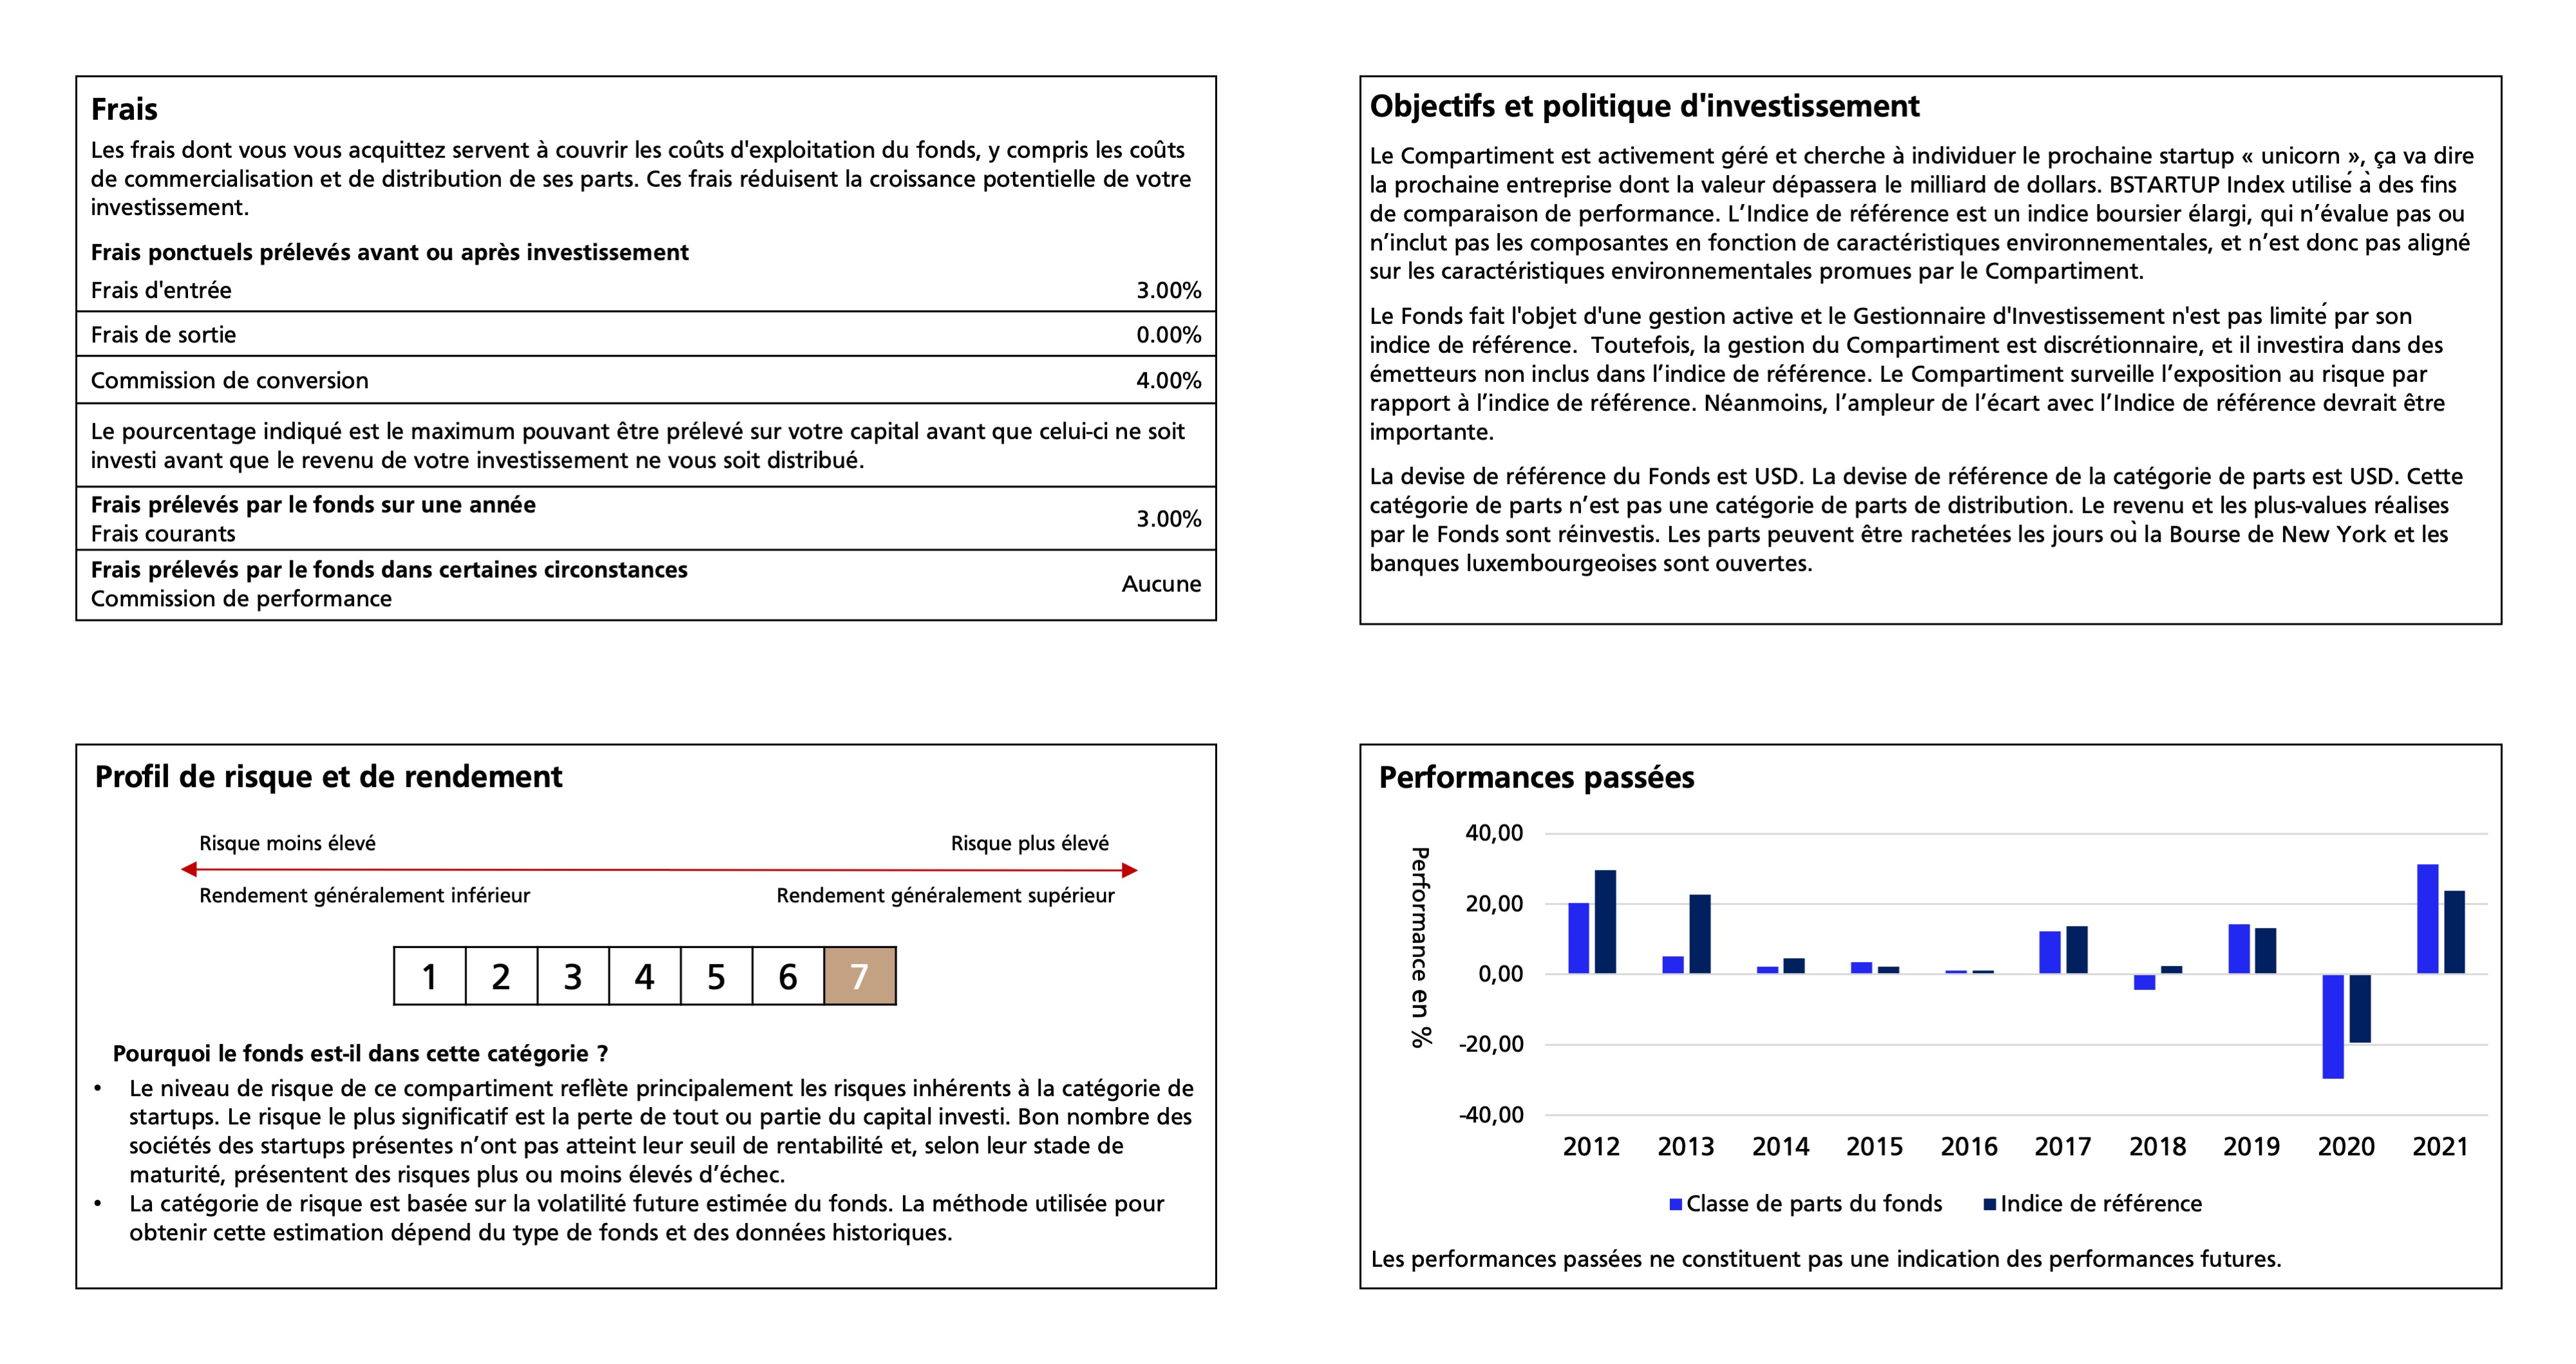 Frais
Les frais dont vous vous acquittez servent à couvrir les coûts d'exploitation du fonds, y compris les coûts
de commercialisation et de distribution de ses parts. Ces frais réduisent la croissance potentielle de votre
investissement.
Frais ponctuels prélevés avant ou après investissement
Frais d'entrée 3.00%
Frais de sortie 0.00%
Commission de conversion 4.00%
Le pourcentage indiqué est le maximum pouvant être prélevé sur votre capital avant que celui-ci ne soit
investi avant que le revenu de votre investissement ne vous soit distribué.
Frais prélevés par le fonds sur une année
Frais courants 3.00%
Frais prélevés par le fonds dans certaines circonstances
Commission de performance Aucune
Objectifs et politique d'investissement
Le Compartiment est activement géré et cherche à individuer le prochaine startup « unicorn », ça va dire
la prochaine entreprise dont la valeur dépassera le milliard de dollars. BSTARTUP Index utilisé à des fins
de comparaison de performance. L’Indice de référence est un indice boursier élargi, qui n’évalue pas ou
n’inclut pas les composantes en fonction de caractéristiques environnementales, et n’est donc pas aligné
sur les caractéristiques environnementales promues par le Compartiment.
Le Fonds fait l'objet d'une gestion active et le Gestionnaire d'Investissement n'est pas limité par son
indice de référence. Toutefois, la gestion du Compartiment est discrétionnaire, et il investira dans des
émetteurs non inclus dans l’indice de référence. Le Compartiment surveille l’exposition au risque par
rapport à l’indice de référence. Néanmoins, l’ampleur de l’écart avec l’Indice de référence devrait être
importante.
La devise de référence du Fonds est USD. La devise de référence de la catégorie de parts est USD. Cette
catégorie de parts n’est pas une catégorie de parts de distribution. Le revenu et les plus-values réalises
par le Fonds sont réinvestis. Les parts peuvent être rachetées les jours où la Bourse de New York et les
banques luxembourgeoises sont ouvertes.
Profil de risque et de rendement
Risque moins élevé Risque plus élevé
Rendement généralement inférieur Rendement généralement supérieur
1 2 3 4 5 6 7
Pourquoi le fonds est-il dans cette catégorie ?
• Le niveau de risque de ce compartiment reflète principalement les risques inhérents à la catégorie de
startups. Le risque le plus significatif est la perte de tout ou partie du capital investi. Bon nombre des
sociétés des startups présentes n’ont pas atteint leur seuil de rentabilité et, selon leur stade de
maturité, présentent des risques plus ou moins élevés d’échec.
• La catégorie de risque est basée sur la volatilité future estimée du fonds. La méthode utilisée pour
obtenir cette estimation dépend du type de fonds et des données historiques.
Performances passées
Performance en %
40,00
20,00
0,00
-20,00
-40,00
2012 2013 2014 2015 2016 2017 2018 2019 2020 2021
Classe de parts du fonds Indice de référence
Les performances passées ne constituent pas une indication des performances futures.